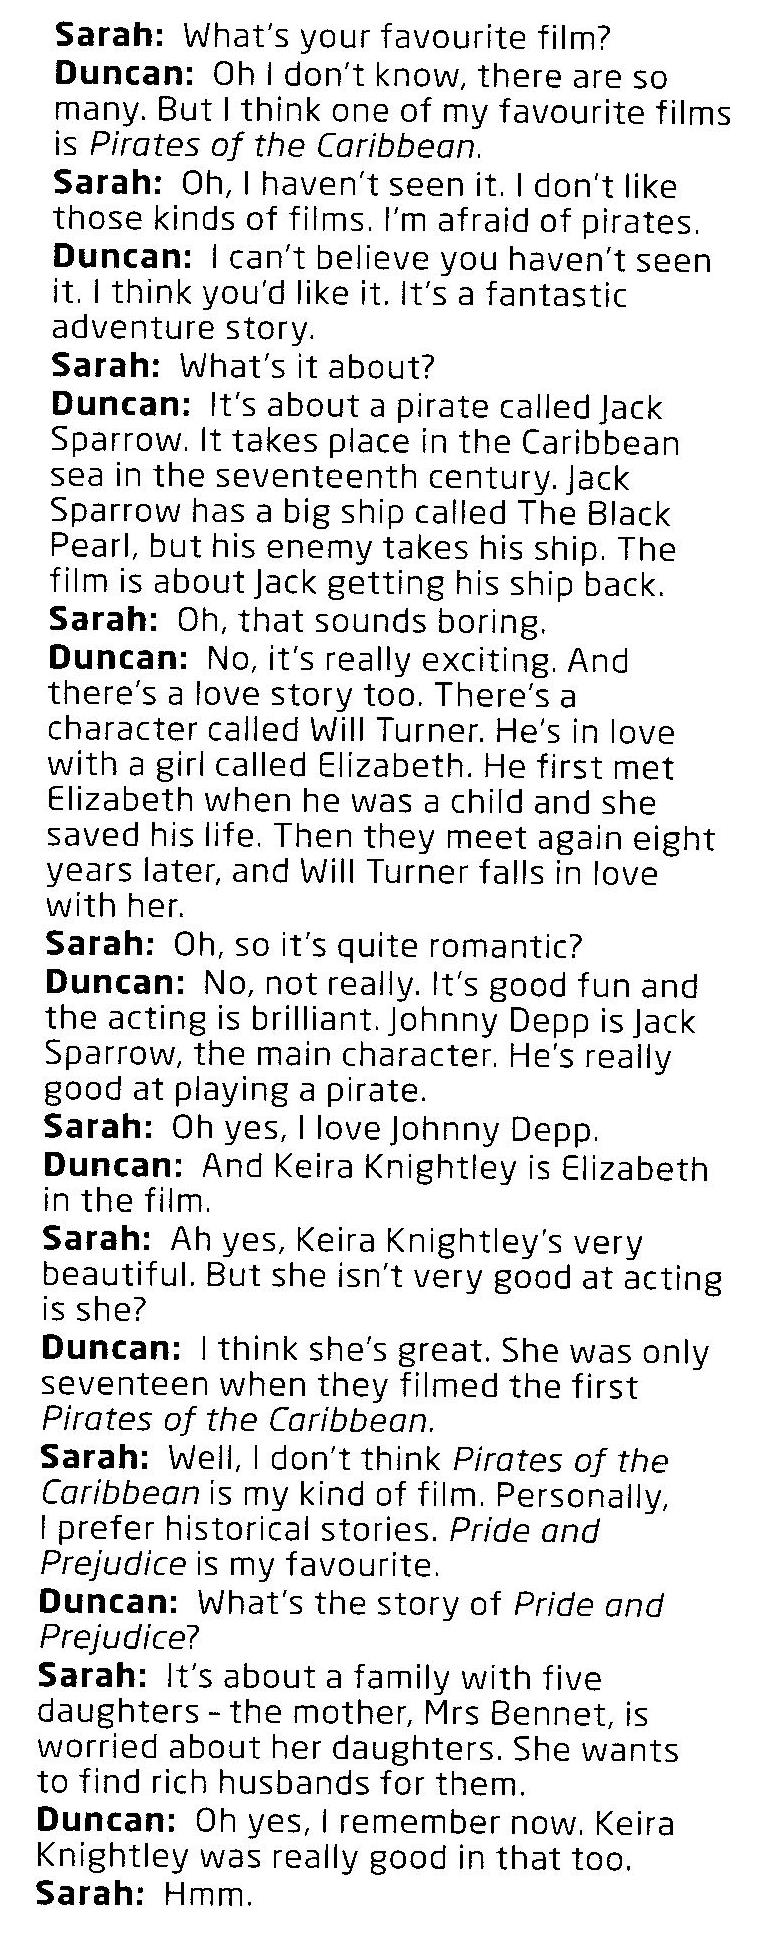 Sarah: What's your favourite film?
Duncan: Oh I don't know, there are so
many. But I think one of my favourite films
is Pirates of the Caribbean.
Sarah: Oh, I haven't seen it. I don't like
those kinds of films. I'm afraid of pirates.
Duncan: I can't believe you haven't seen
it. I think you'd like it. It's a fantastic
adventure story.
Sarah: What's it about?
Duncan: It's about a pirate called Jack
Sparrow. It takes place in the Caribbean
sea in the seventeenth century. Jack
Sparrow has a big ship called The Black
Pearl, but his enemy takes his ship. The
film is about Jack getting his ship back.
Sarah: Oh, that sounds boring.
Duncan: No, it's really exciting. And
there's a love story too. There's a
character called Will Turner. He's in love
with a girl called Elizabeth. He first met
Elizabeth when he was a child and she
saved his life. Then they meet again eight
years later, and Will Turner falls in love
with her.
Sarah: Oh, so it's quite romantic?
Duncan: No, not really. It's good fun and
the acting is brilliant. Johnny Depp is Jack
Sparrow, the main character. He's really
good at playing a pirate.
Sarah: Oh yes, I love Johnny Depp.
Duncan: And Keira Knightley is Elizabeth
in the film.
Sarah: Ah yes, Keira Knightley's very
beautiful. But she isn't very good at acting
is she?
Duncan: I think she's great. She was only
seventeen when they filmed the first
Pirates of the Caribbean.
Sarah: Well, I don't think Pirates of the
Caribbean is my kind of film. Personally,
I prefer historical stories. Pride and
Prejudice is my favourite.
Duncan: What's the story of Pride and
Prejudice?
Sarah: It's about a family with five
daughters – the mother, Mrs Bennet, is
worried about her daughters. She wants
to find rich husbands for them.
Duncan: Oh yes, I remember now. Keira
Knightley was really good in that too.
Sarah: Hmm.